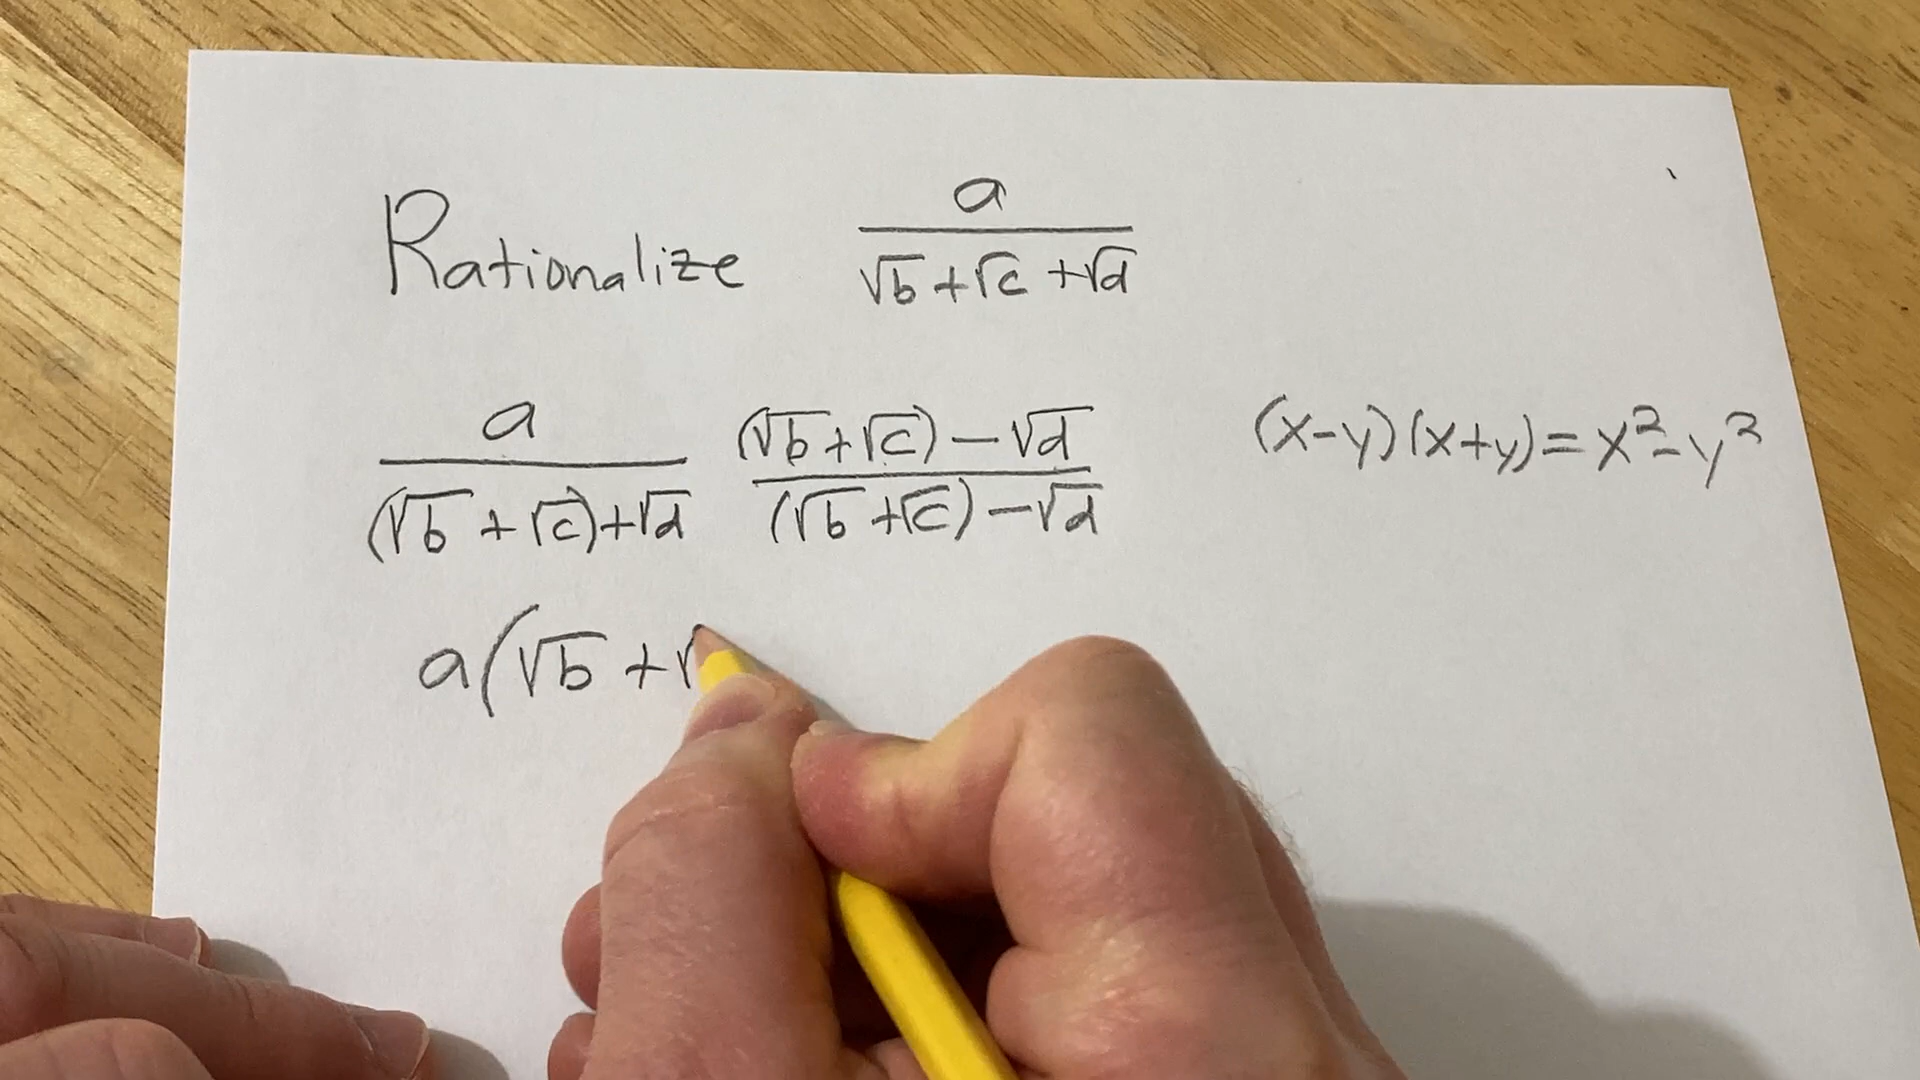 Rationalize a/(√b+√c+√d)
a/((√b+√c)+√d) ((√b+√c)-√d)/((√b+√c)-√d) (x-y)(x+y)=x²-y²
a(√b+√